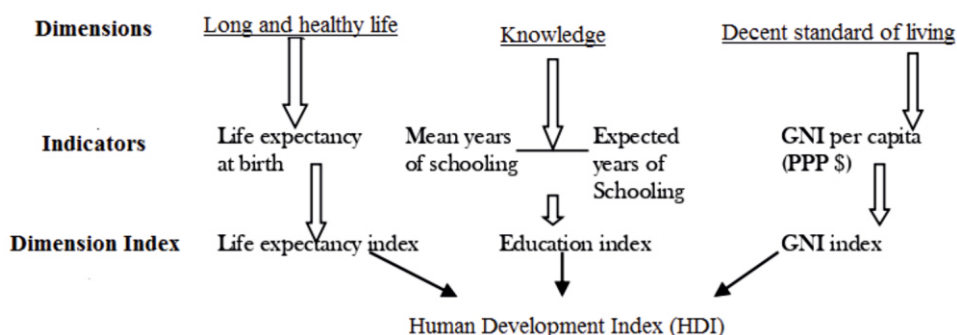 Dimensions Long and healthy life Knowledge Decent standard of living
Indicators
Life expectancy
at birth
Mean years
of schooling
Expected
years of
Schooling
GNI per capita
(PPP $)
Dimension Index Life expectancy index Education index GNI index
Human Development Index (HDI)